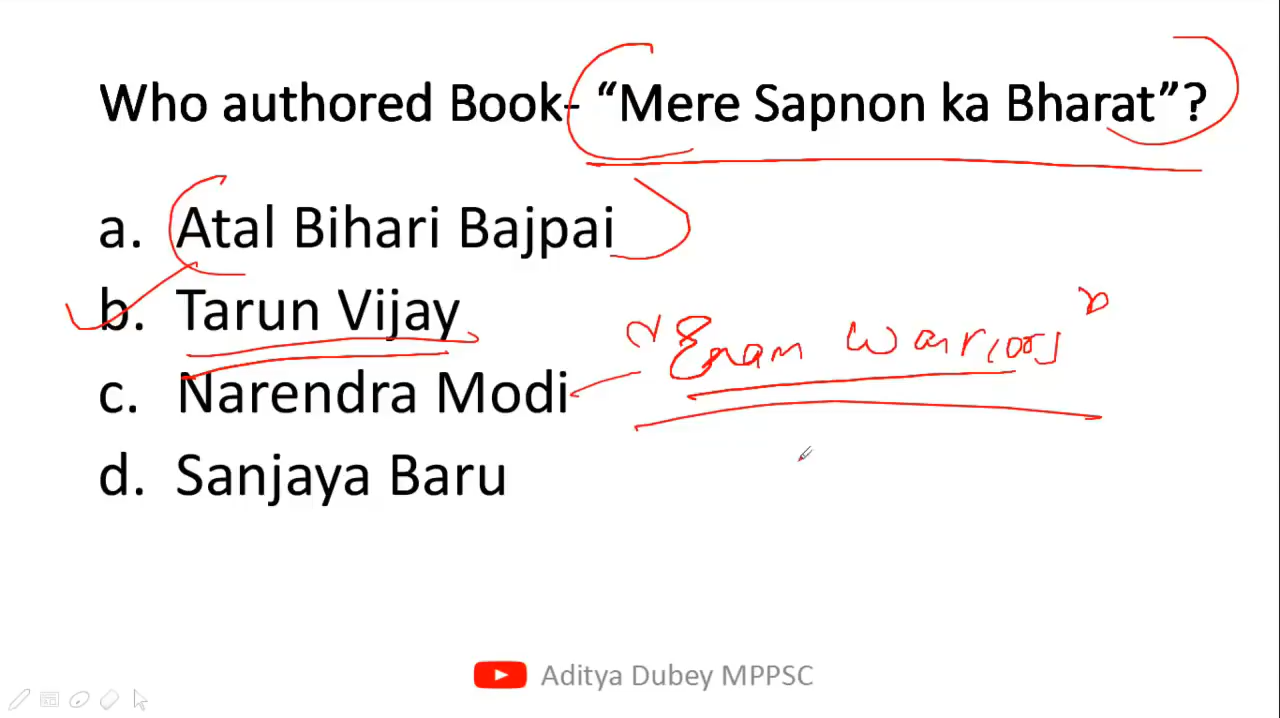 Who authored Book- “Mere Sapnon ka Bharat”?
a. Atal Bihari Bajpai
b. Tarun Vijay
“Exam Warriors”
c. Narendra Modi
d. Sanjaya Baru
Aditya Dubey MPPSC